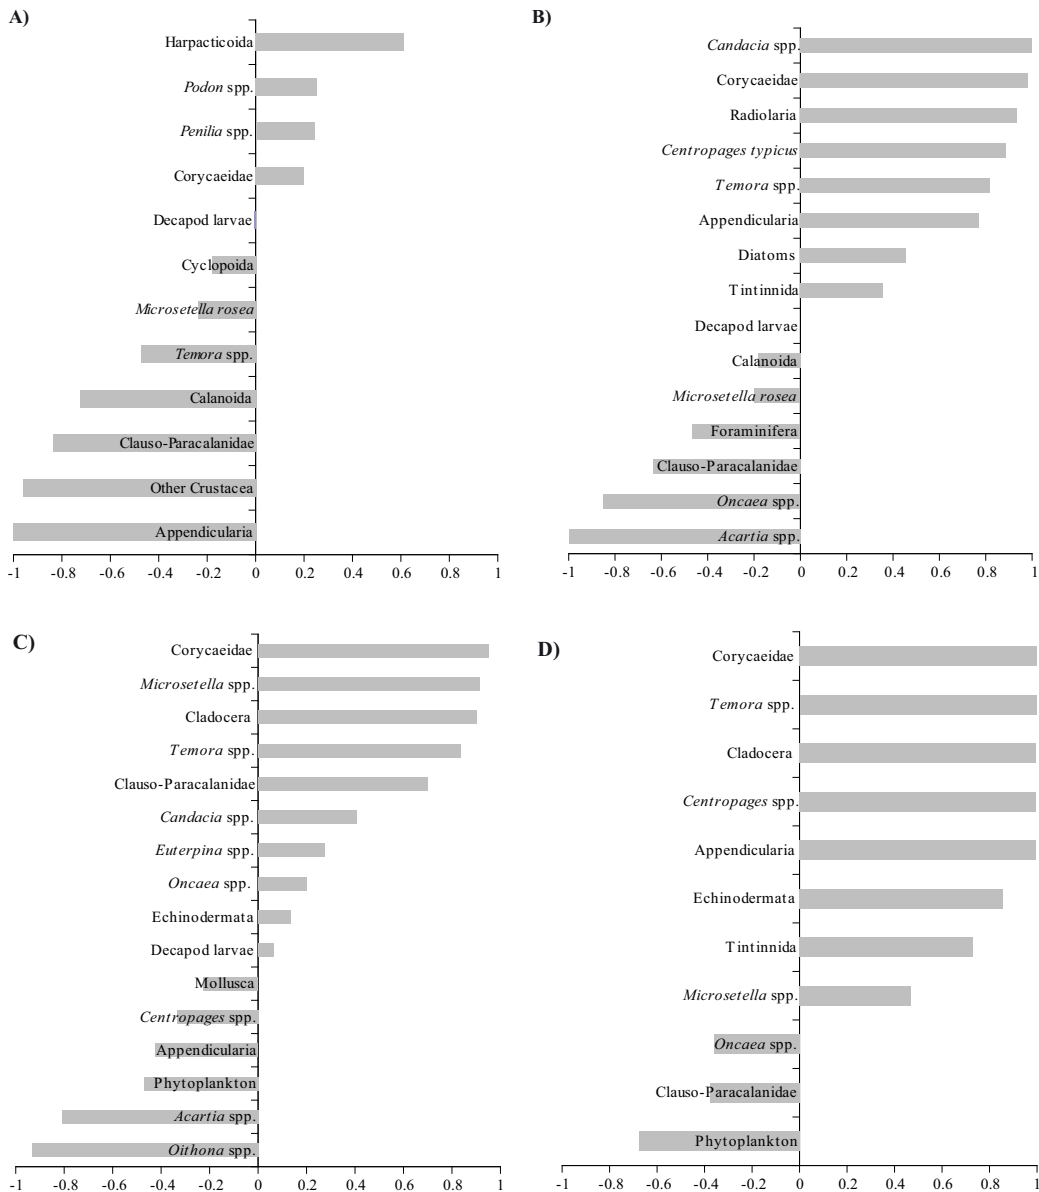 A)
Harpacticoida
Podon spp.
Penilia spp.
Corycaeidae
Decapod larvae
Cyclopoida
Microsetella rosea
Temora spp.
Calanoida
Clauso-Paracalanidae
Other Crustacea
Appendicularia
-1 -0.8 -0.6 -0.4 -0.2 0 0.2 0.4 0.6 0.8 1
B)
Candacia spp.
Corycaeidae
Radiolaria
Centropages typicus
Temora spp.
Appendicularia
Diatoms
Tintinnida
Decapod larvae
Calanoida
Microsetella rosea
Foraminifera
Clauso-Paracalanidae
Oncaea spp.
Acartia spp.
-1 -0.8 -0.6 -0.4 -0.2 0 0.2 0.4 0.6 0.8 1
C)
Corycaeidae
Microsetella spp.
Cladocera
Temora spp.
Clauso-Paracalanidae
Candacia spp.
Euterpina spp.
Oncaea spp.
Echinodermata
Decapod larvae
Mollusca
Centropages spp.
Appendicularia
Phytoplankton
Acartia spp.
Oithona spp.
-1 -0.8 -0.6 -0.4 -0.2 0 0.2 0.4 0.6 0.8 1
D)
Corycaeidae
Temora spp.
Cladocera
Centropages spp.
Appendicularia
Echinodermata
Tintinnida
Microsetella spp.
Oncaea spp.
Clauso-Paracalanidae
Phytoplankton
-1 -0.8 -0.6 -0.4 -0.2 0 0.2 0.4 0.6 0.8 1